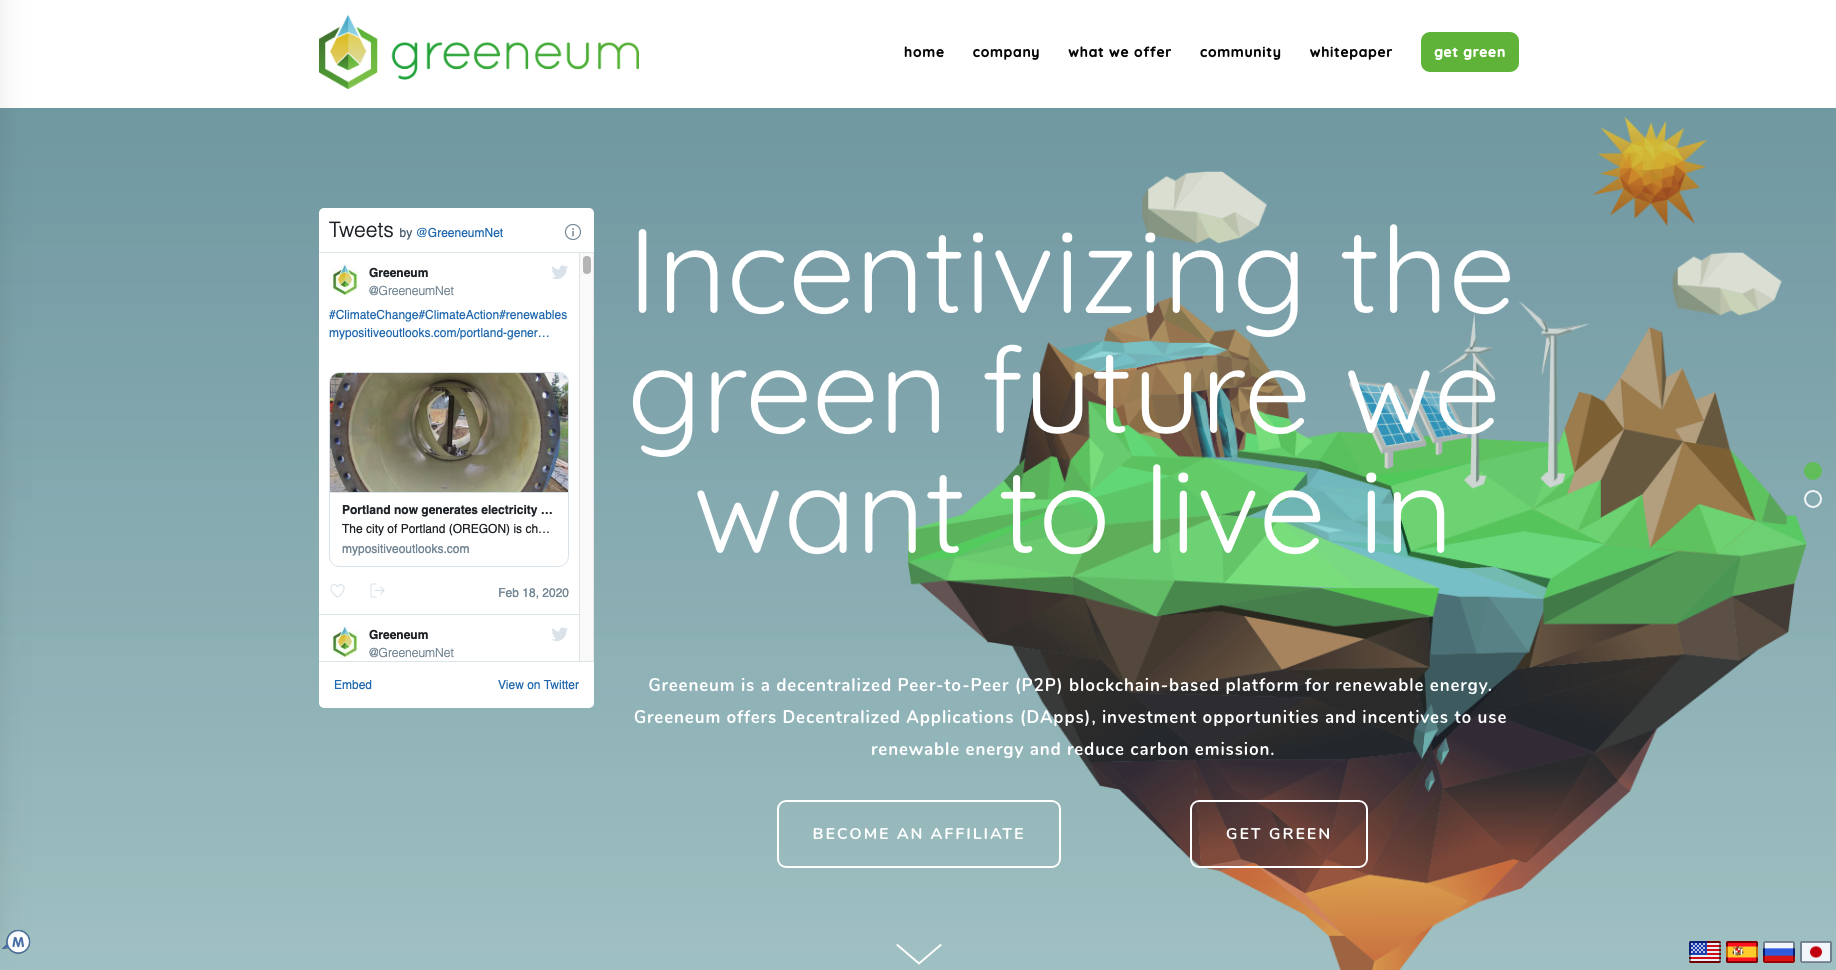 greeneum
home company what we offer community whitepaper get green
Tweets by @GreeneumNet
Greeneum
@GreeneumNet
#ClimateChange#ClimateAction#renewables
mypositiveoutlooks.com/portland-gener…
Portland now generates electricity ...
The city of Portland (OREGON) is ch...
mypositiveoutlooks.com
Feb 18, 2020
Greeneum
@GreeneumNet
Embed View on Twitter
Incentivizing the
green future we
want to live in
Greeneum is a decentralized Peer-to-Peer (P2P) blockchain-based platform for renewable energy.
Greeneum offers Decentralized Applications (DApps), investment opportunities and incentives to use
renewable energy and reduce carbon emission.
BECOME AN AFFILIATE GET GREEN
M